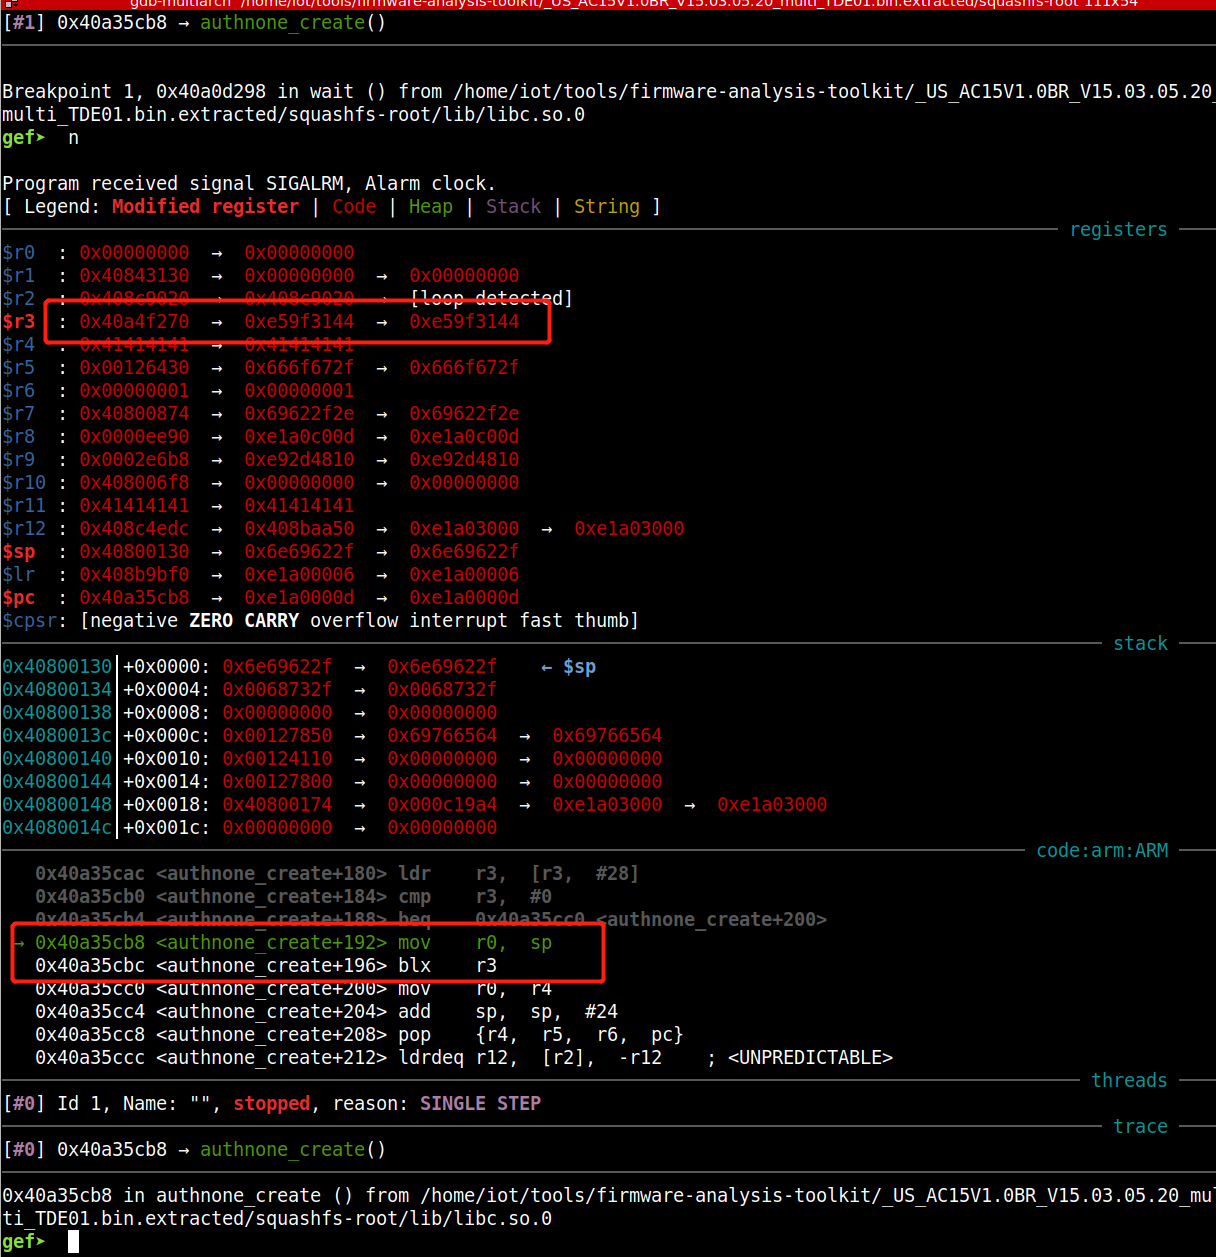 gdb-multiarch "/home/iot/tools/firmware-analysis-toolkit/_US_AC15V1.0BR_V15.03.05.20_multi_TDE01.bin.extracted/squashfs-root 111x54
[#1] 0x40a35cb8 → authnone_create()
Breakpoint 1, 0x40a0d298 in wait () from /home/iot/tools/firmware-analysis-toolkit/_US_AC15V1.0BR_V15.03.05.20_
multi_TDE01.bin.extracted/squashfs-root/lib/libc.so.0
gef➤  n
Program received signal SIGALRM, Alarm clock.
[ Legend: Modified register | Code | Heap | Stack | String ]
registers
$r0  : 0x00000000  →  0x00000000
$r1  : 0x40843130  →  0x00000000  →  0x00000000
$r2  : 0x408c9020  →  0x408c9020  →  [loop detected]
$r3  : 0x40a4f270  →  0xe59f3144  →  0xe59f3144
$r4  : 0x41414141  →  0x41414141
$r5  : 0x00126430  →  0x666f672f  →  0x666f672f
$r6  : 0x00000001  →  0x00000001
$r7  : 0x40800874  →  0x69622f2e  →  0x69622f2e
$r8  : 0x0000ee90  →  0xe1a0c00d  →  0xe1a0c00d
$r9  : 0x0002e6b8  →  0xe92d4810  →  0xe92d4810
$r10 : 0x408006f8  →  0x00000000  →  0x00000000
$r11 : 0x41414141  →  0x41414141
$r12 : 0x408c4edc  →  0x408baa50  →  0xe1a03000  →  0xe1a03000
$sp  : 0x40800130  →  0x6e69622f  →  0x6e69622f
$lr  : 0x408b9bf0  →  0xe1a00006  →  0xe1a00006
$pc  : 0x40a35cb8  →  0xe1a0000d  →  0xe1a0000d
$cpsr: [negative ZERO CARRY overflow interrupt fast thumb]
stack
0x40800130│+0x0000: 0x6e69622f  →  0x6e69622f    ← $sp
0x40800134│+0x0004: 0x0068732f  →  0x0068732f
0x40800138│+0x0008: 0x00000000  →  0x00000000
0x4080013c│+0x000c: 0x00127850  →  0x69766564  →  0x69766564
0x40800140│+0x0010: 0x00124110  →  0x00000000  →  0x00000000
0x40800144│+0x0014: 0x00127800  →  0x00000000  →  0x00000000
0x40800148│+0x0018: 0x40800174  →  0x000c19a4  →  0xe1a03000  →  0xe1a03000
0x4080014c│+0x001c: 0x00000000  →  0x00000000
code:arm:ARM
0x40a35cac <authnone_create+180> ldr    r3,  [r3,  #28]
0x40a35cb0 <authnone_create+184> cmp    r3,  #0
0x40a35cb4 <authnone_create+188> beq    0x40a35cc0 <authnone_create+200>
→ 0x40a35cb8 <authnone_create+192> mov    r0,  sp
0x40a35cbc <authnone_create+196> blx    r3
0x40a35cc0 <authnone_create+200> mov    r0,  r4
0x40a35cc4 <authnone_create+204> add    sp,  sp,  #24
0x40a35cc8 <authnone_create+208> pop    {r4,  r5,  r6,  pc}
0x40a35ccc <authnone_create+212> ldrdeq r12,  [r2],  -r12    ; <UNPREDICTABLE>
threads
[#0] Id 1, Name: "", stopped, reason: SINGLE STEP
trace
[#0] 0x40a35cb8 → authnone_create()
0x40a35cb8 in authnone_create () from /home/iot/tools/firmware-analysis-toolkit/_US_AC15V1.0BR_V15.03.05.20_mul
ti_TDE01.bin.extracted/squashfs-root/lib/libc.so.0
gef➤